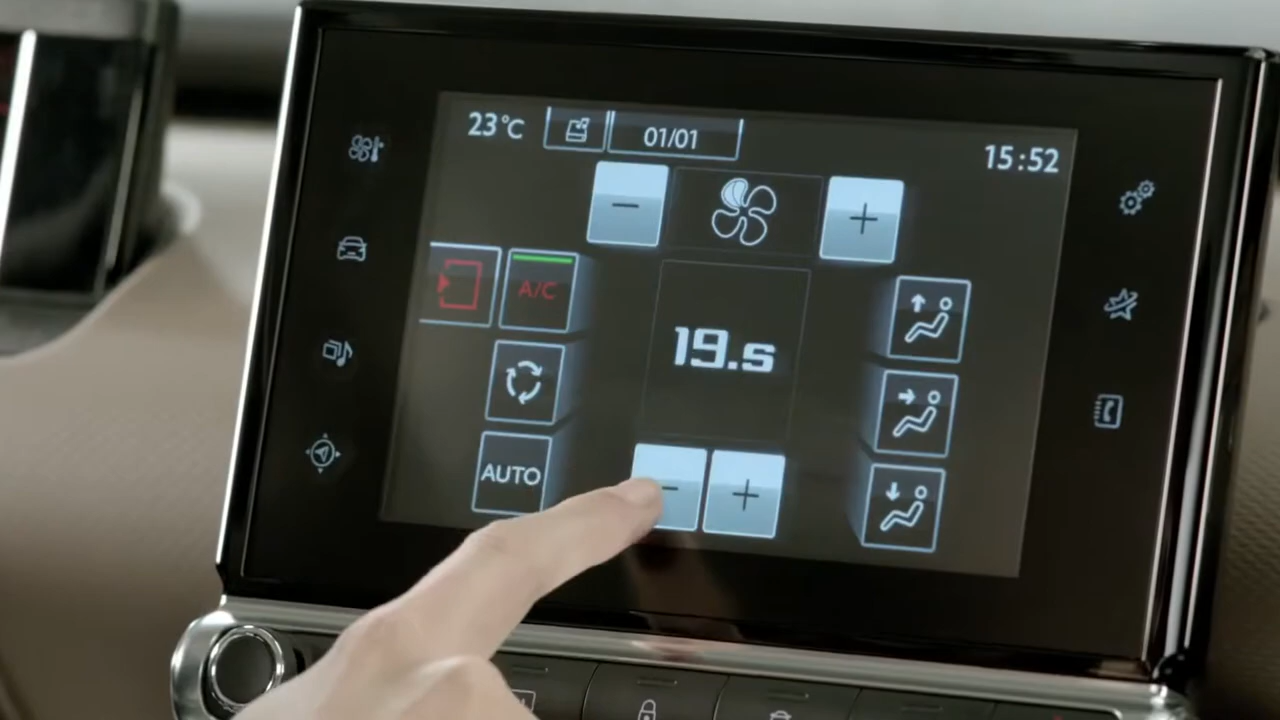 23°C
01/01
15:52
−
+
A/C
19.5
AUTO
−
+